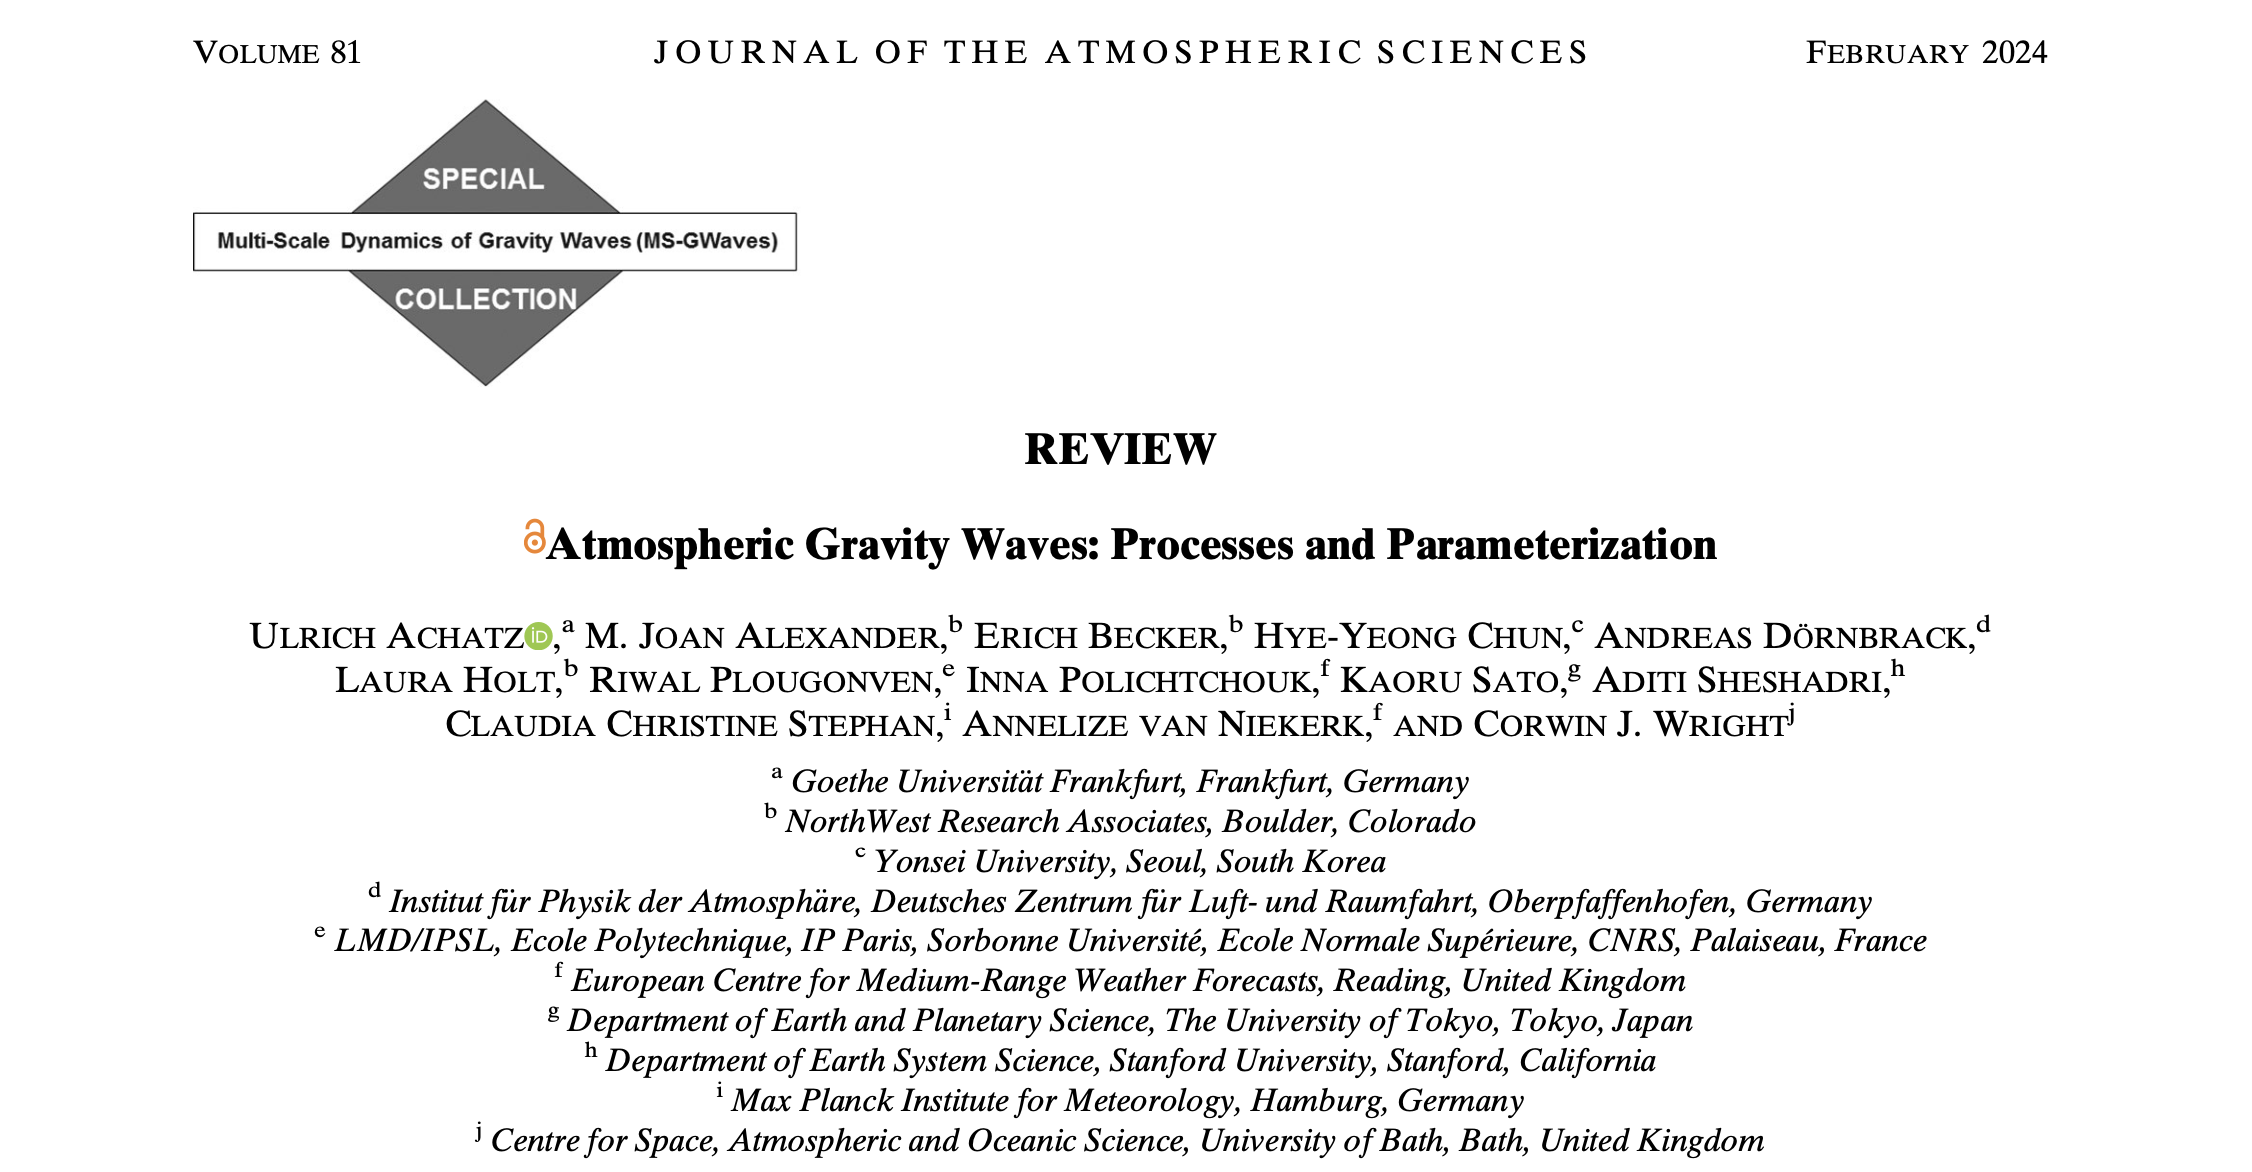 VOLUME 81 JOURNAL OF THE ATMOSPHERIC SCIENCES FEBRUARY 2024
SPECIAL
Multi-Scale Dynamics of Gravity Waves (MS-GWaves)
COLLECTION
REVIEW
Atmospheric Gravity Waves: Processes and Parameterization
ULRICH ACHATZ iD,a M. JOAN ALEXANDER,b ERICH BECKER,b HYE-YEONG CHUN,c ANDREAS DÖRNBRACK,d
LAURA HOLT,b RIWAL PLOUGONVEN,e INNA POLICHTCHOUK,f KAORU SATO,g ADITI SHESHADRI,h
CLAUDIA CHRISTINE STEPHAN,i ANNELIZE VAN NIEKERK,f AND CORWIN J. WRIGHTj
a Goethe Universität Frankfurt, Frankfurt, Germany
b NorthWest Research Associates, Boulder, Colorado
c Yonsei University, Seoul, South Korea
d Institut für Physik der Atmosphäre, Deutsches Zentrum für Luft- und Raumfahrt, Oberpfaffenhofen, Germany
e LMD/IPSL, Ecole Polytechnique, IP Paris, Sorbonne Université, Ecole Normale Supérieure, CNRS, Palaiseau, France
f European Centre for Medium-Range Weather Forecasts, Reading, United Kingdom
g Department of Earth and Planetary Science, The University of Tokyo, Tokyo, Japan
h Department of Earth System Science, Stanford University, Stanford, California
i Max Planck Institute for Meteorology, Hamburg, Germany
j Centre for Space, Atmospheric and Oceanic Science, University of Bath, Bath, United Kingdom